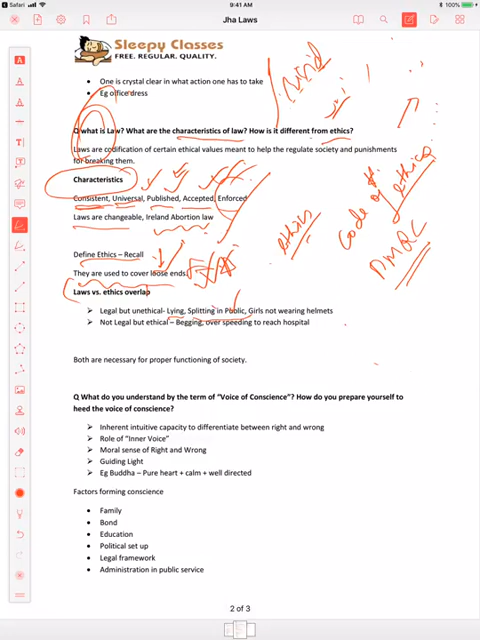 Safari
9:41 AM
100%
Jha Laws
Sleepy Classes
FREE. REGULAR. QUALITY.
One is crystal clear in what action one has to take
Eg office dress
Q what is Law? What are the characteristics of law? How is it different from ethics?
Laws are codification of certain ethical values meant to help the regulate society and punishments
for breaking them.
Characteristics
Consistent, Universal, Published, Accepted, Enforced
Laws are changeable, Ireland Abortion law
ethics
Code of ethics
Define Ethics – Recall
They are used to cover loose ends.
Laws vs. ethics overlap
Legal but unethical- Lying, Splitting in Public, Girls not wearing helmets
Not Legal but ethical – Begging, over speeding to reach hospital
Both are necessary for proper functioning of society.
Q What do you understand by the term of "Voice of Conscience"? How do you prepare yourself to
heed the voice of conscience?
Inherent intuitive capacity to differentiate between right and wrong
Role of "Inner Voice"
Moral sense of Right and Wrong
Guiding Light
Eg Buddha – Pure heart + calm + well directed
Factors forming conscience
Family
Bond
Education
Political set up
Legal framework
Administration in public service
2 of 3